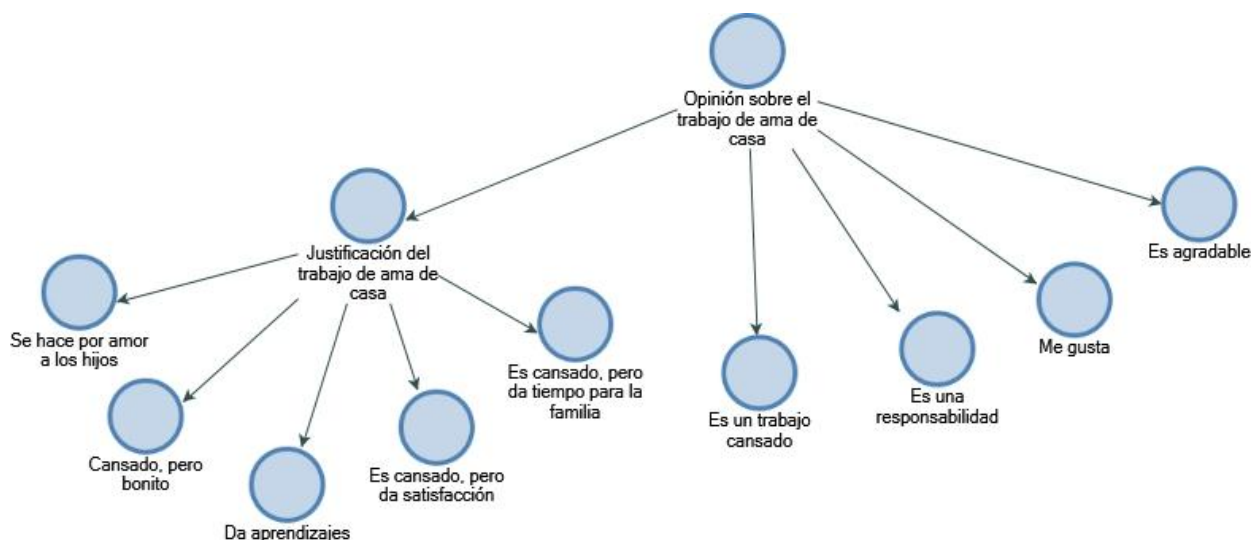 Opinión sobre el
trabajo de ama de
casa
Justificación del
trabajo de ama de
casa
Es agradable
Se hace por amor
a los hijos
Me gusta
Es cansado, pero
da tiempo para la
familia
Es una
responsabilidad
Es un trabajo
cansado
Cansado, pero
bonito
Es cansado, pero
da satisfacción
Da aprendizajes